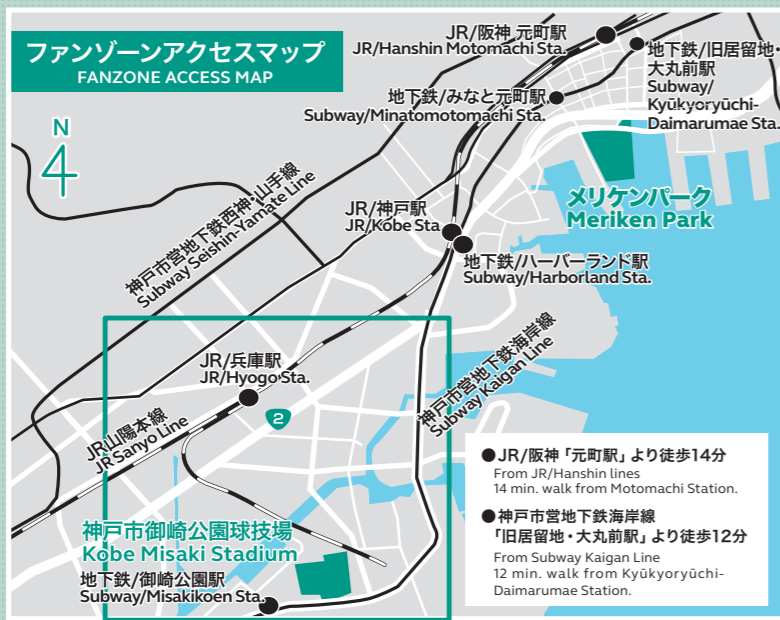 ファンゾーンアクセスマップ
FANZONE ACCESS MAP
N
JR/阪神 元町駅
JR/Hanshin Motomachi Sta.
地下鉄/旧居留地・
大丸前駅
Subway/
Kyūkyoryūchi-
Daimarumae Sta.
地下鉄/みなと元町駅
Subway/Minatomotomachi Sta.
メリケンパーク
Meriken Park
神戸市営地下鉄西神・山手線
Subway Seishin-Yamate Line
JR/神戸駅
JR/Kōbe Sta.
地下鉄/ハーバーランド駅
Subway/Harborland Sta.
神戸市営地下鉄海岸線
Subway Kaigan Line
JR/兵庫駅
JR/Hyogo Sta.
2
JR山陽本線
JR Sanyo Line
神戸市御崎公園球技場
Kobe Misaki Stadium
地下鉄/御崎公園駅
Subway/Misakikoen Sta.
●JR/阪神「元町駅」より徒歩14分
From JR/Hanshin lines
14 min. walk from Motomachi Station.
●神戸市営地下鉄海岸線
「旧居留地・大丸前駅」より徒歩12分
From Subway Kaigan Line
12 min. walk from Kyūkyoryūchi-
Daimarumae Station.